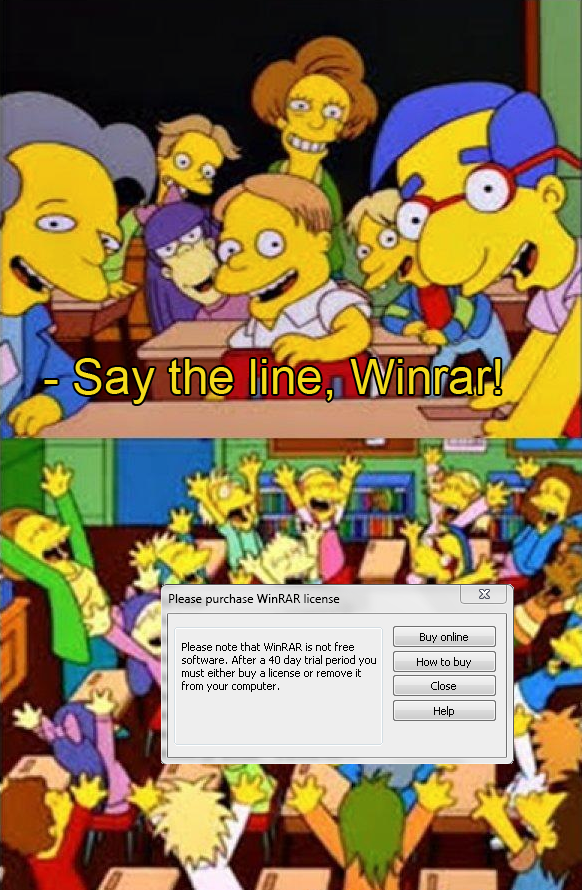 - Say the line, Winrar!
Please purchase WinRAR license
Please note that WinRAR is not free
software. After a 40 day trial period you
must either buy a license or remove it
from your computer.
Buy online
How to buy
Close
Help